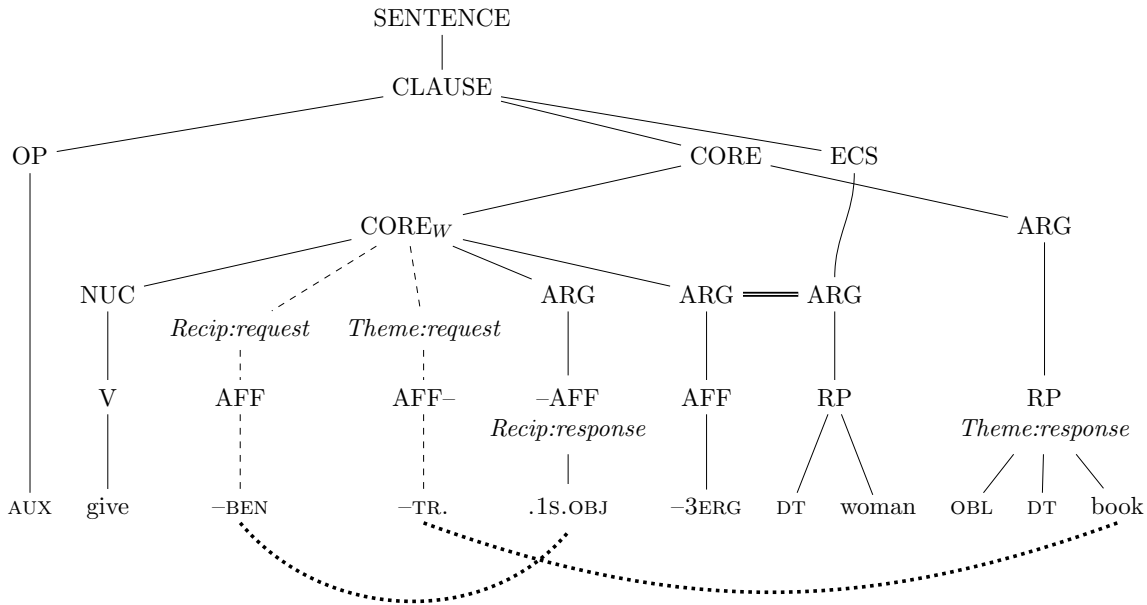 SENTENCE
CLAUSE
OP CORE ECS
CORE_W ARG
NUC ARG ARG ARG
Recip:request Theme:request
V AFF AFF– –AFF AFF RP RP
Recip:response Theme:response
AUX give –BEN –TR. .1S.OBJ –3ERG DT woman OBL DT book